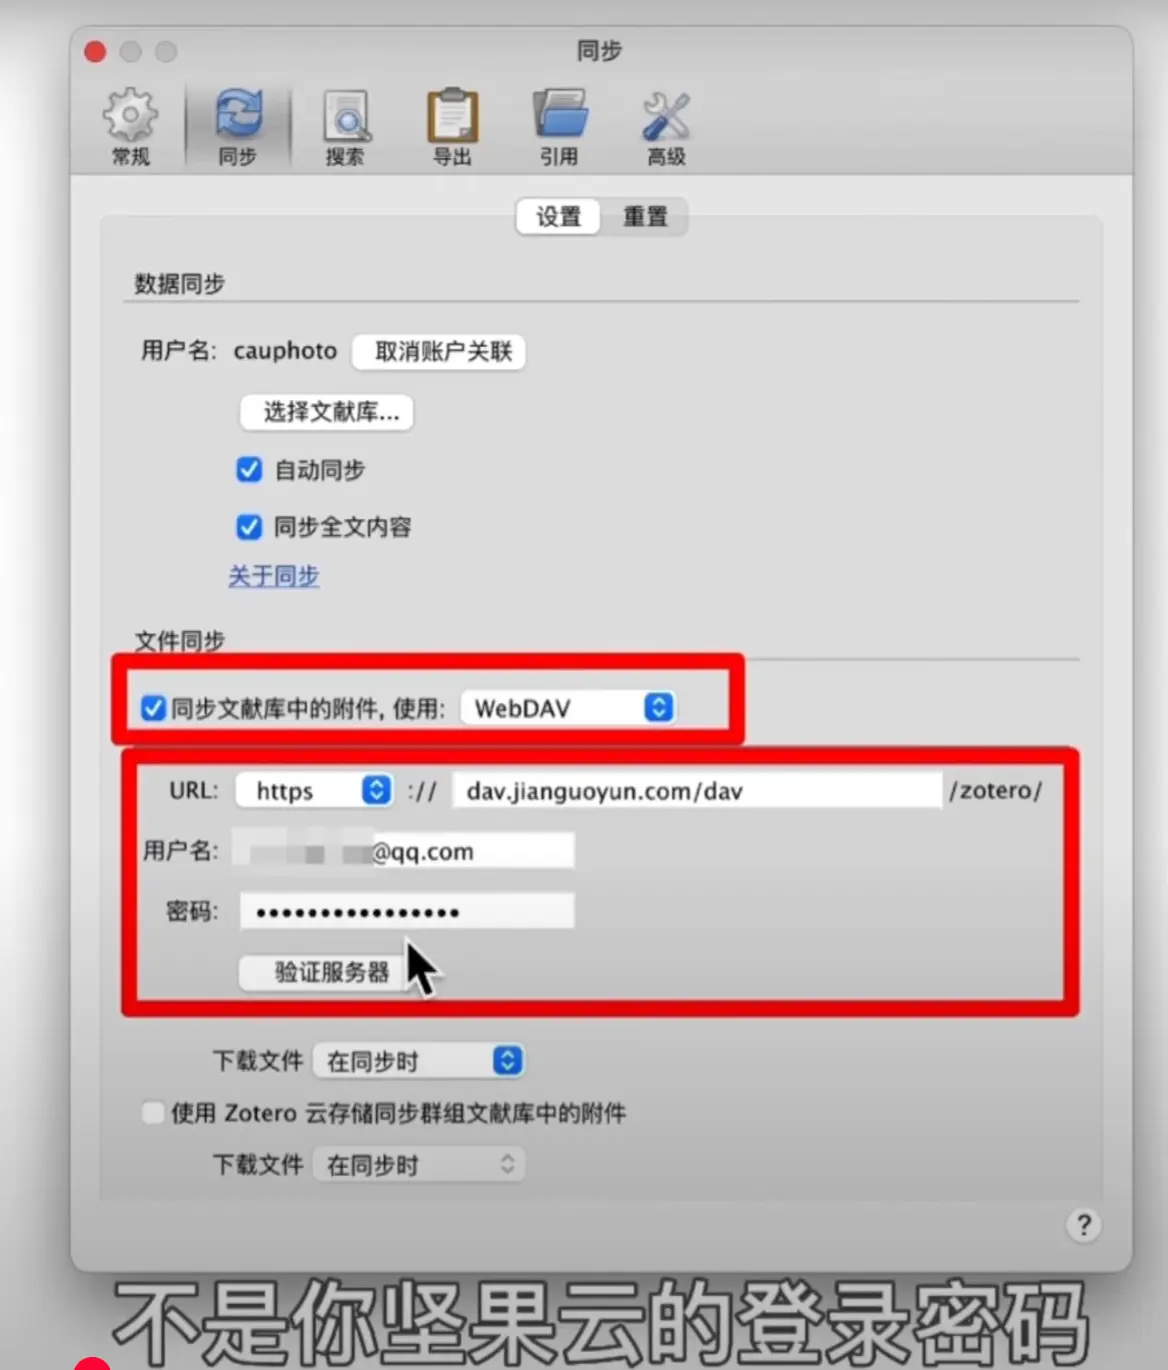 同步
常规 同步 搜索 导出 引用 高级
设置 重置
数据同步
用户名: cauphoto 取消账户关联
选择文献库...
自动同步
同步全文内容
关于同步
文件同步
同步文献库中的附件, 使用: WebDAV
URL: https :// dav.jianguoyun.com/dav /zotero/
用户名: @qq.com
密码: ••••••••••••••••
验证服务器
下载文件 在同步时
使用 Zotero 云存储同步群组文献库中的附件
下载文件 在同步时
?
不是你坚果云的登录密码